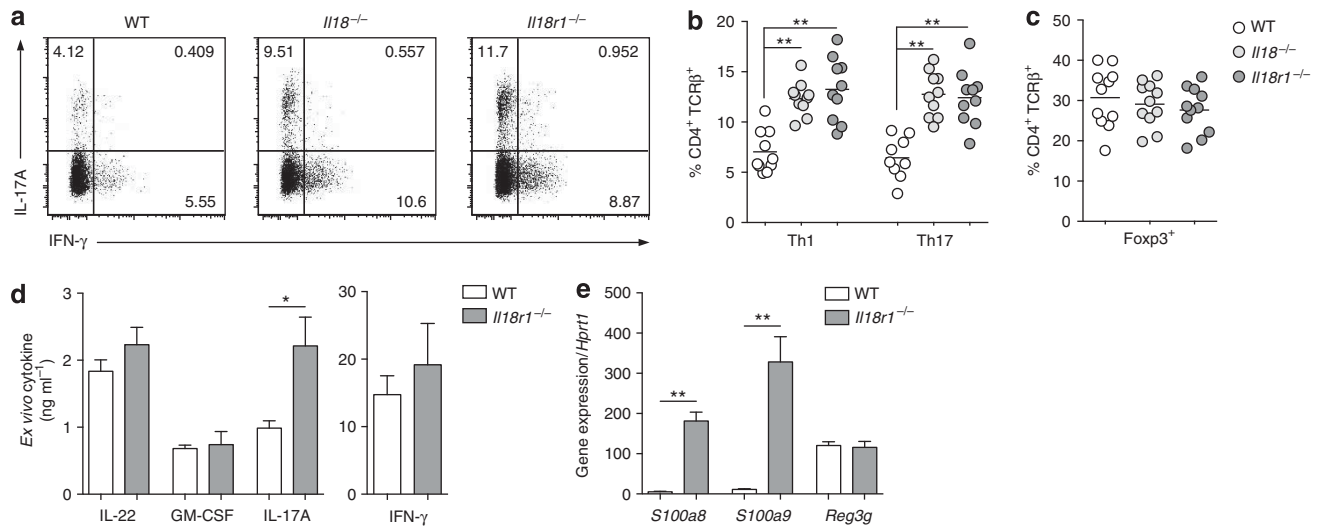 a
WT
Il18–/–
Il18r1–/–
4.12
0.409
9.51
0.557
11.7
0.952
5.55
10.6
8.87
IL-17A
IFN-γ
b
% CD4+ TCRβ+
20
15
10
5
0
**
**
**
**
Th1
Th17
c
% CD4+ TCRβ+
50
40
30
20
10
0
Foxp3+
WT
Il18–/–
Il18r1–/–
d
Ex vivo cytokine
(ng ml–1)
3
2
1
0
*
IL-22
GM-CSF
IL-17A
30
20
10
0
IFN-γ
WT
Il18r1–/–
e
Gene expression/Hprt1
500
400
300
200
100
0
**
**
S100a8
S100a9
Reg3g
WT
Il18r1–/–